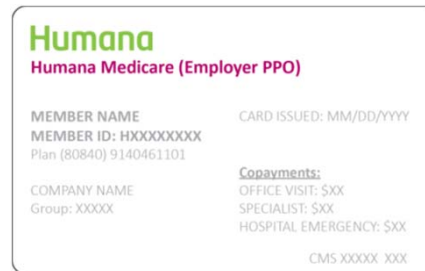 Humana
Humana Medicare (Employer PPO)
MEMBER NAME
MEMBER ID: HXXXXXXXX
Plan (80840) 9140461101
COMPANY NAME
Group: XXXXX
CARD ISSUED: MM/DD/YYYY
Copayments:
OFFICE VISIT: $XX
SPECIALIST: $XX
HOSPITAL EMERGENCY: $XX
CMS XXXXX XXX